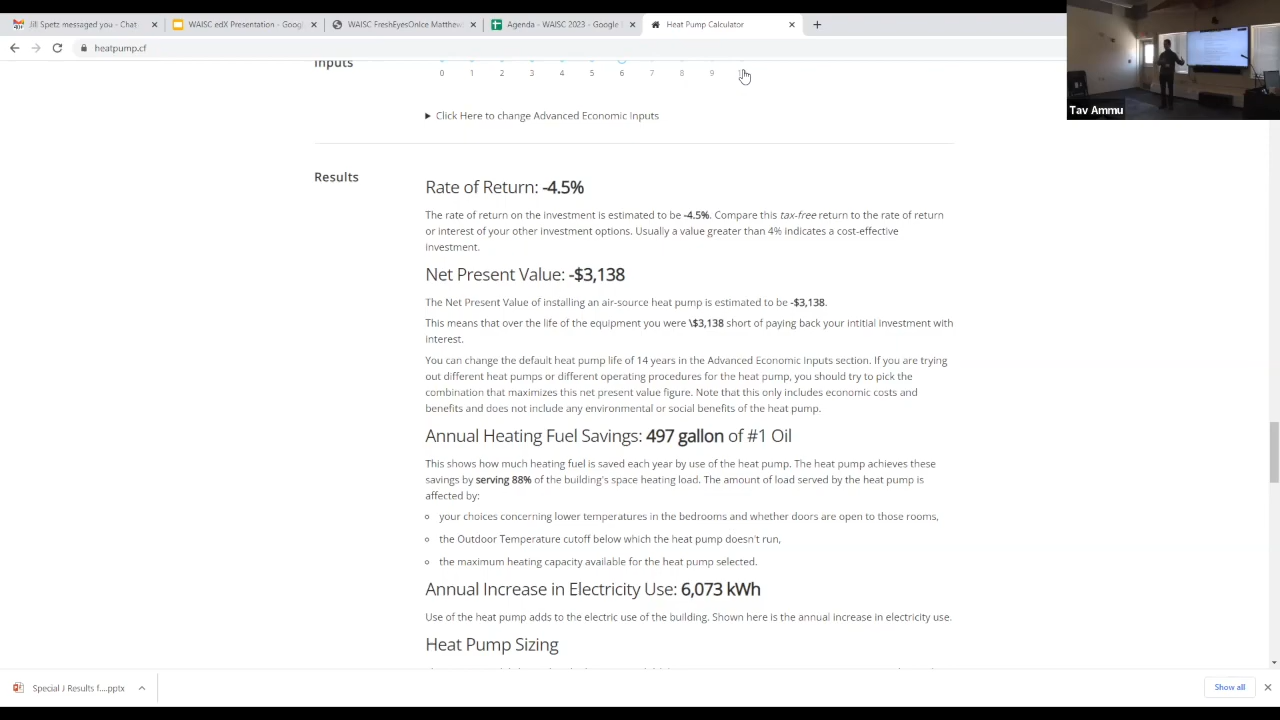 Jill Spetz messaged you - Chat
WAISC edX Presentation - Googl
WAISC FreshEyesOnIce Matthew
Agenda - WAISC 2023 - Google
Heat Pump Calculator
heatpump.cf
Inputs
0 1 2 3 4 5 6 7 8 9
Click Here to change Advanced Economic Inputs
Tav Ammu
Results
Rate of Return: -4.5%
The rate of return on the investment is estimated to be -4.5%. Compare this tax-free return to the rate of return
or interest of your other investment options. Usually a value greater than 4% indicates a cost-effective
investment.
Net Present Value: -$3,138
The Net Present Value of installing an air-source heat pump is estimated to be -$3,138.
This means that over the life of the equipment you were \$3,138 short of paying back your intitial investment with
interest.
You can change the default heat pump life of 14 years in the Advanced Economic Inputs section. If you are trying
out different heat pumps or different operating procedures for the heat pump, you should try to pick the
combination that maximizes this net present value figure. Note that this only includes economic costs and
benefits and does not include any environmental or social benefits of the heat pump.
Annual Heating Fuel Savings: 497 gallon of #1 Oil
This shows how much heating fuel is saved each year by use of the heat pump. The heat pump achieves these
savings by serving 88% of the building's space heating load. The amount of load served by the heat pump is
affected by:
your choices concerning lower temperatures in the bedrooms and whether doors are open to those rooms,
the Outdoor Temperature cutoff below which the heat pump doesn't run,
the maximum heating capacity available for the heat pump selected.
Annual Increase in Electricity Use: 6,073 kWh
Use of the heat pump adds to the electric use of the building. Shown here is the annual increase in electricity use.
Heat Pump Sizing
Special J Results f....pptx
Show all